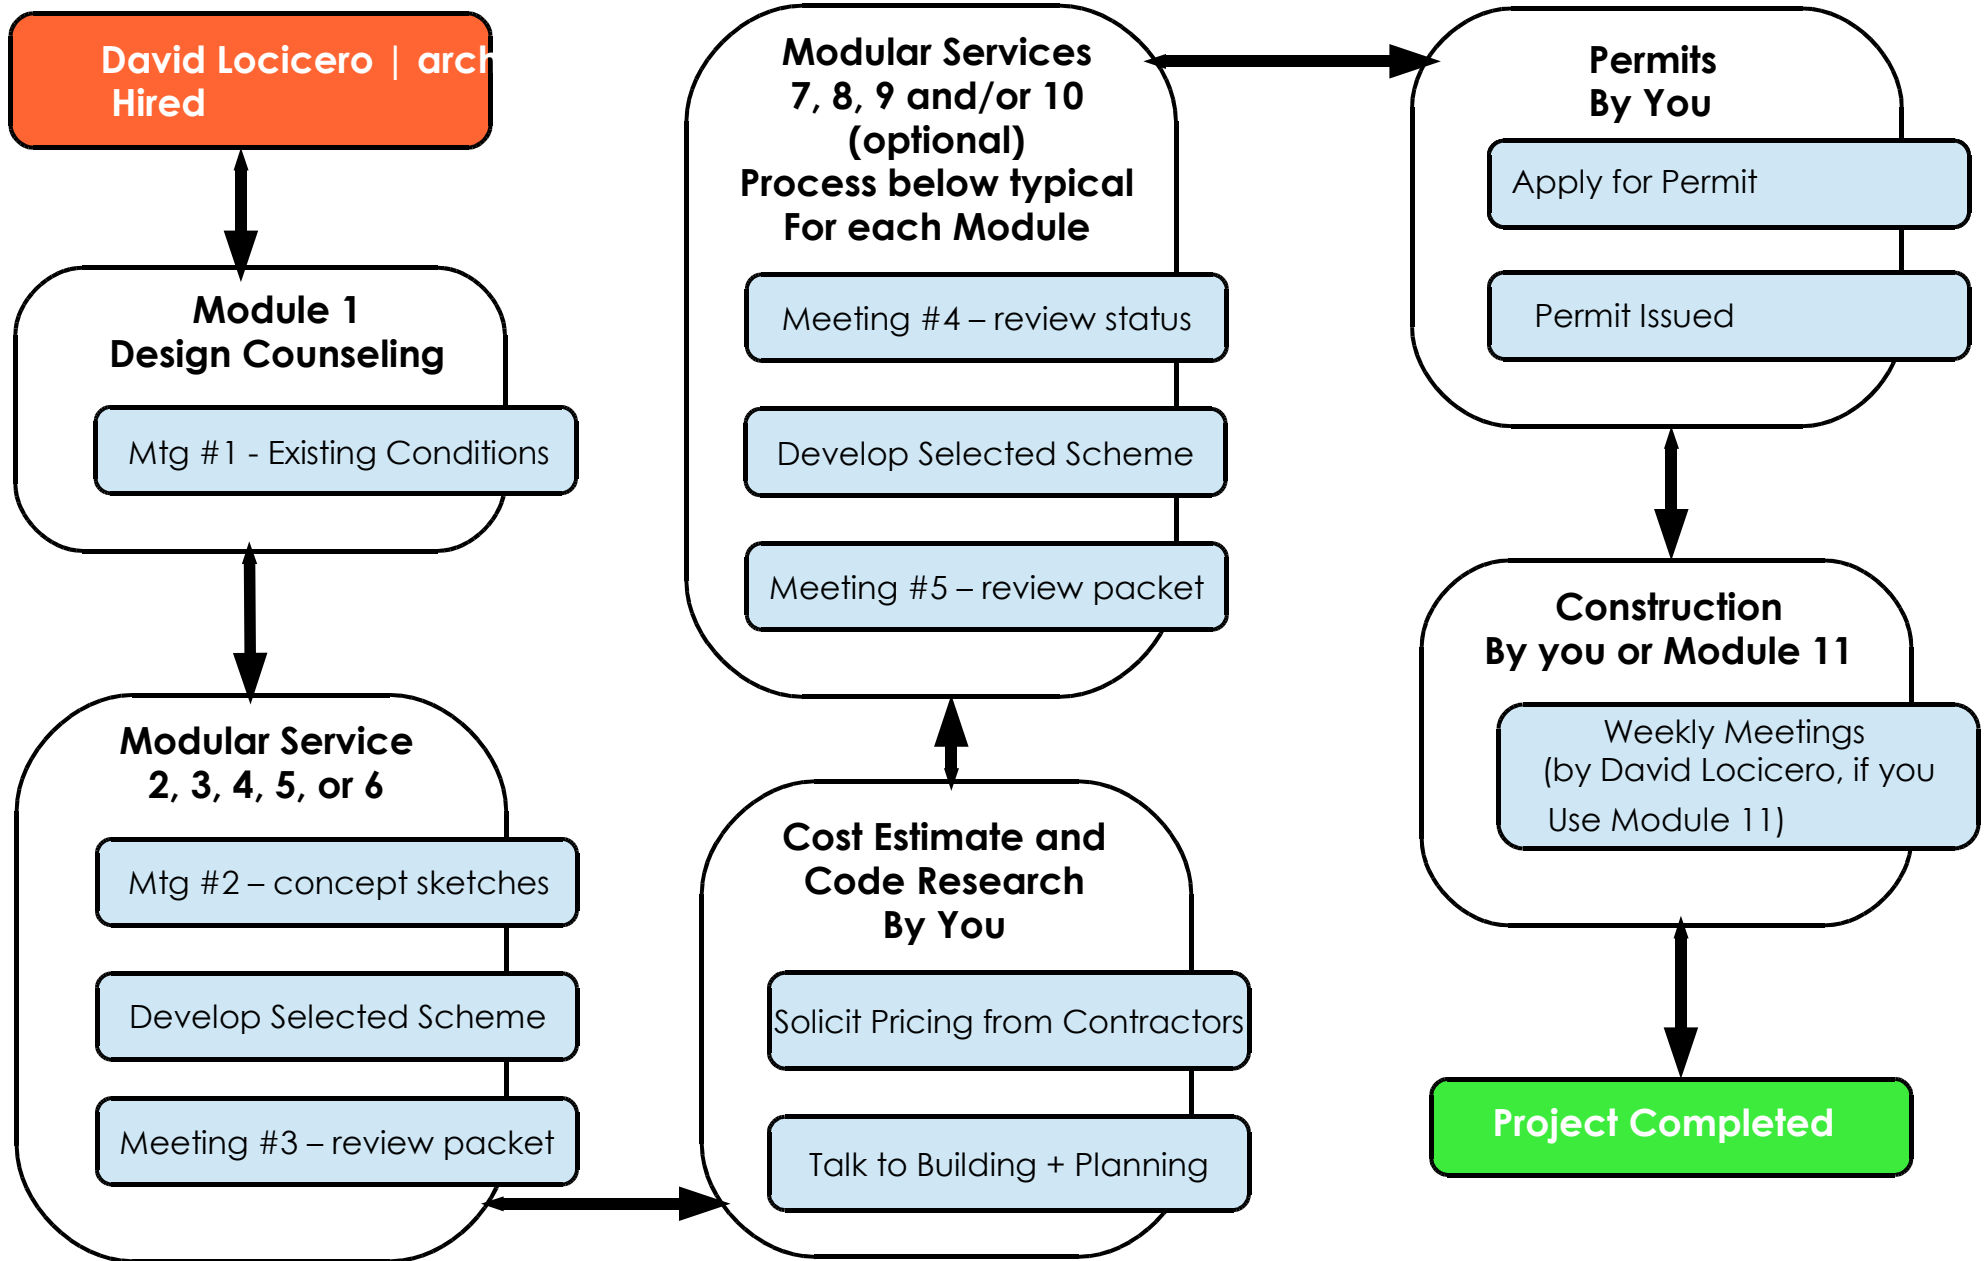 David Locicero | arch
Hired
Module 1
Design Counseling
Mtg #1 - Existing Conditions
Modular Service
2, 3, 4, 5, or 6
Mtg #2 – concept sketches
Develop Selected Scheme
Meeting #3 – review packet
Modular Services
7, 8, 9 and/or 10
(optional)
Process below typical
For each Module
Meeting #4 – review status
Develop Selected Scheme
Meeting #5 – review packet
Cost Estimate and
Code Research
By You
Solicit Pricing from Contractors
Talk to Building + Planning
Permits
By You
Apply for Permit
Permit Issued
Construction
By you or Module 11
Weekly Meetings
(by David Locicero, if you
Use Module 11)
Project Completed